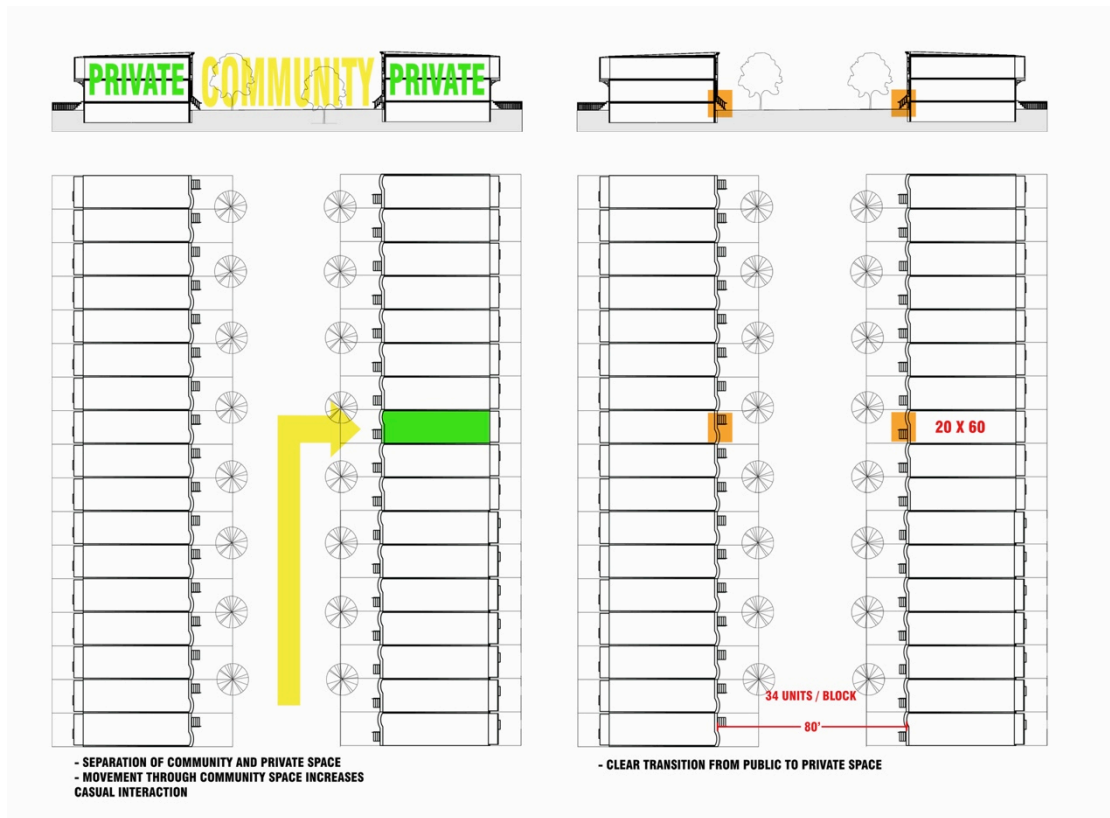 PRIVATE COMMUNITY PRIVATE
20 X 60
34 UNITS / BLOCK
80'
- SEPARATION OF COMMUNITY AND PRIVATE SPACE
- MOVEMENT THROUGH COMMUNITY SPACE INCREASES
CASUAL INTERACTION
- CLEAR TRANSITION FROM PUBLIC TO PRIVATE SPACE